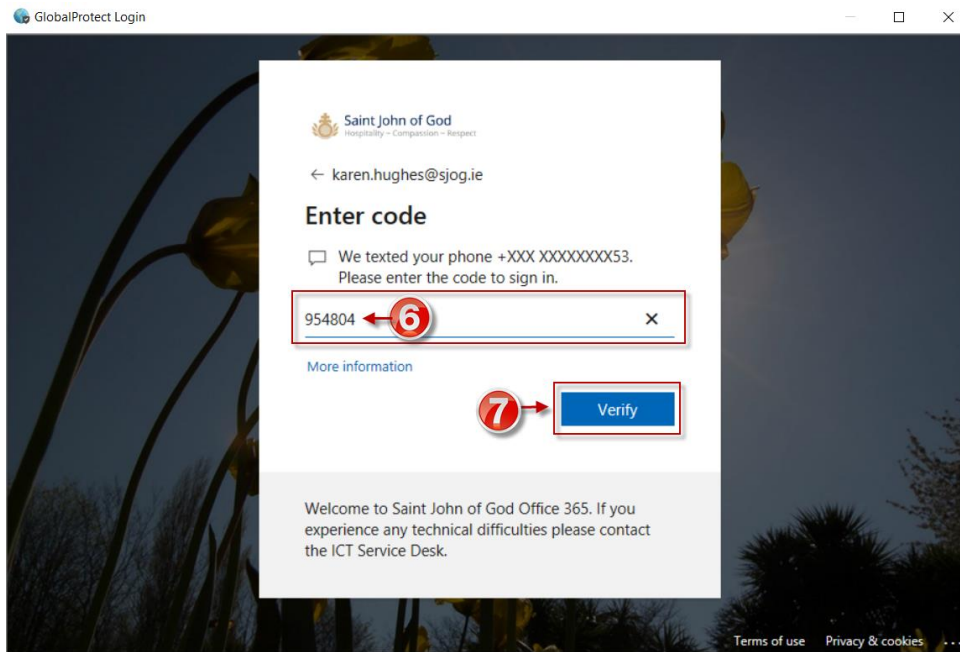 GlobalProtect Login
Saint John of God
Hospitality ~ Compassion ~ Respect
← karen.hughes@sjog.ie
Enter code
We texted your phone +XXX XXXXXXXX53.
Please enter the code to sign in.
954804
6
More information
7
Verify
Welcome to Saint John of God Office 365. If you
experience any technical difficulties please contact
the ICT Service Desk.
Terms of use Privacy & cookies ...